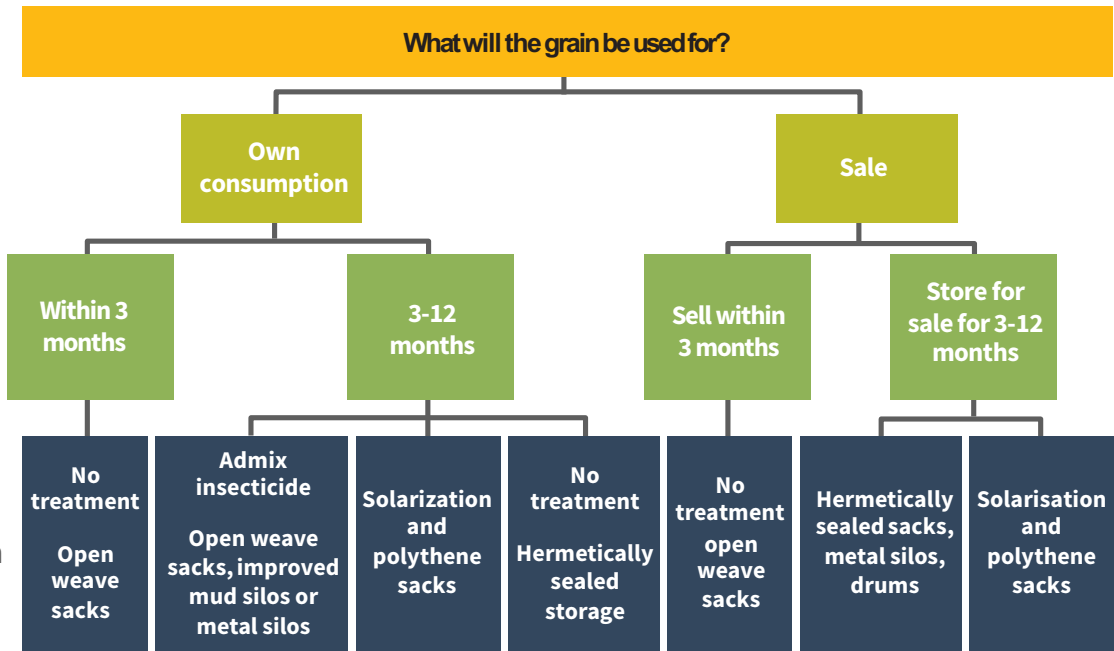 What will the grain be used for?
Own
consumption
Sale
Within 3
months
3-12
months
Sell within
3 months
Store for
sale for 3-12
months
No
treatment
Open
weave
sacks
Admix
insecticide
Open weave
sacks, improved
mud silos or
metal silos
Solarization
and
polythene
sacks
No
treatment
Hermetically
sealed
storage
No
treatment
open
weave
sacks
Hermetically
sealed sacks,
metal silos,
drums
Solarisation
and
polythene
sacks